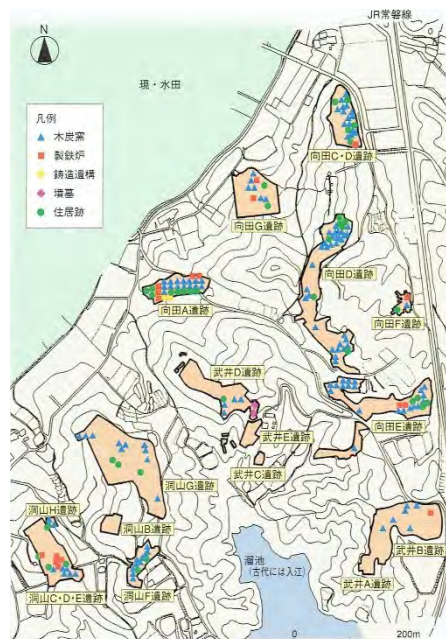 JR常磐線
N
現・水田
凡例
木炭窯
製鉄炉
鋳造遺構
墳墓
住居跡
向田C・D遺跡
向田G遺跡
向田D遺跡
向田A遺跡
向田F遺跡
武井D遺跡
武井E遺跡
向田E遺跡
武井C遺跡
洞山G遺跡
洞山H遺跡
洞山B遺跡
武井B遺跡
溜池
(古代には入江)
武井A遺跡
洞山C・D・E遺跡
洞山F遺跡
0 200m